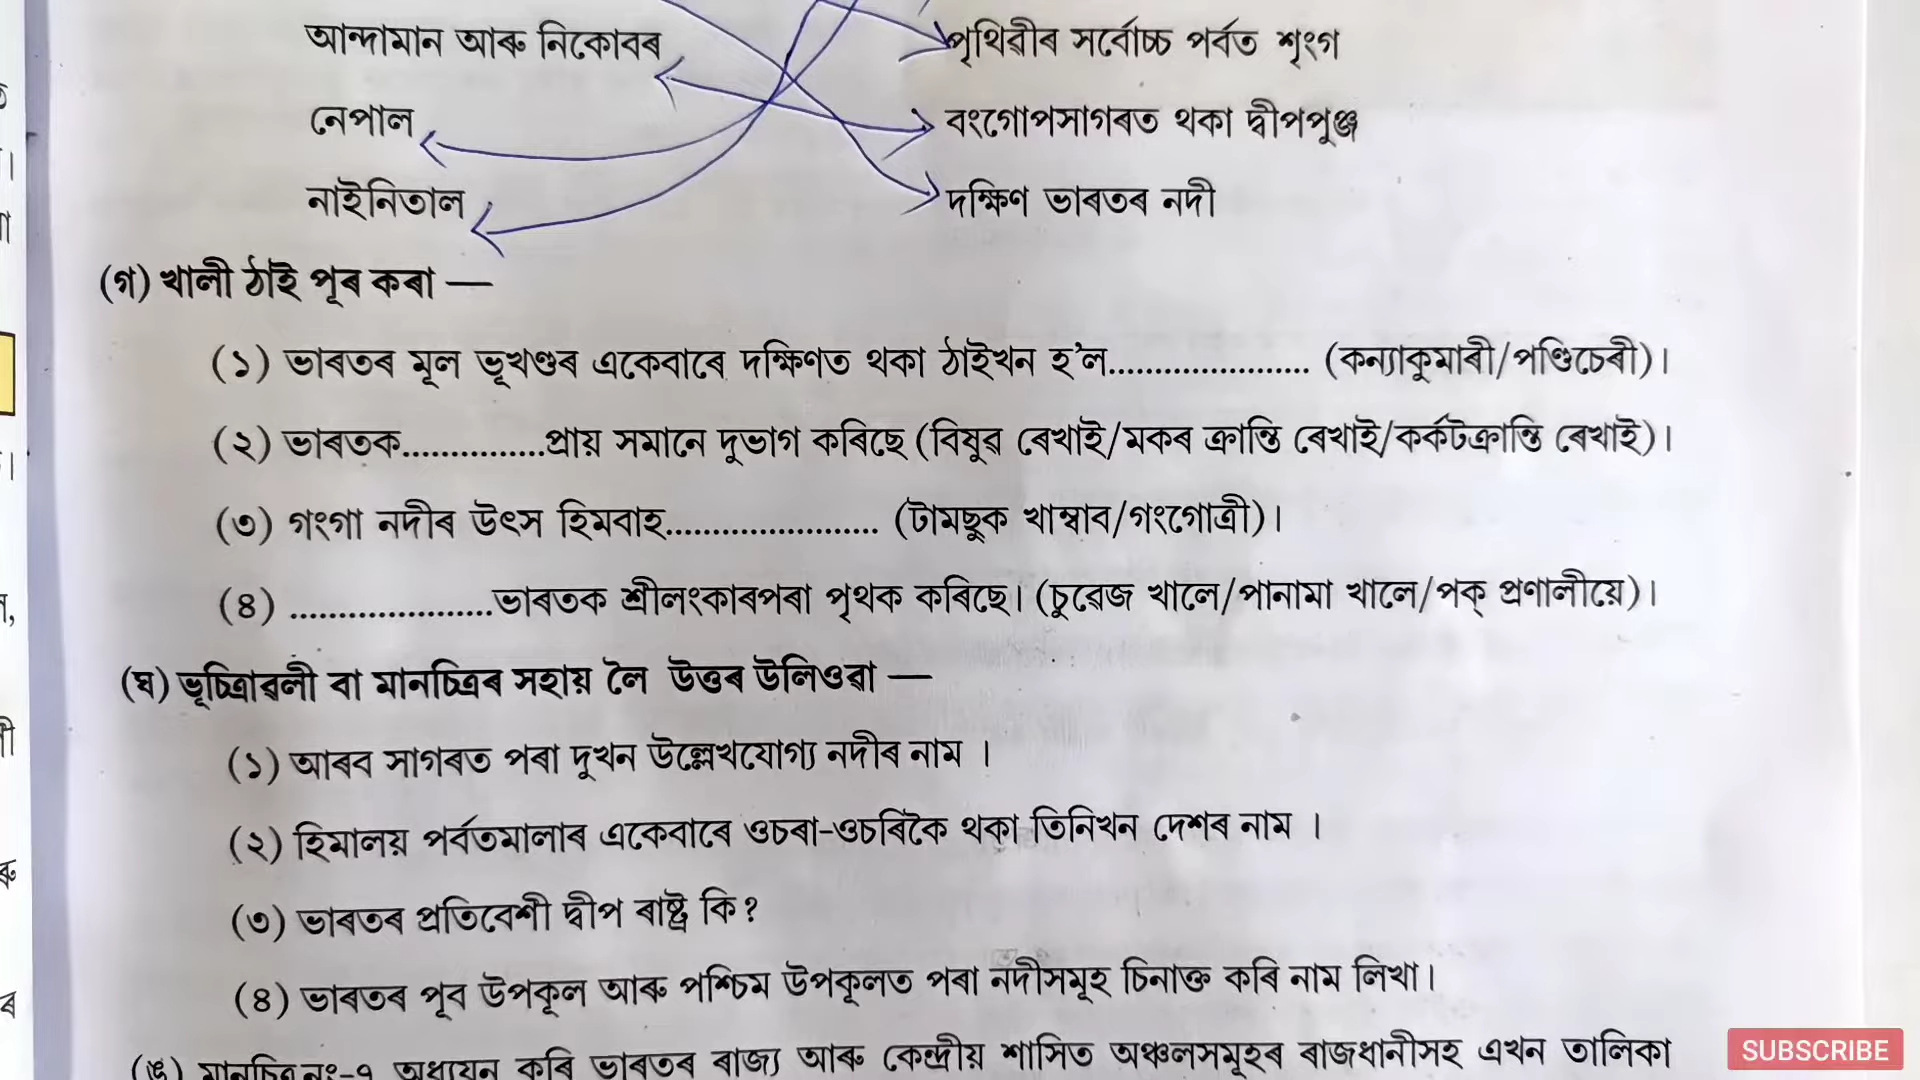 আন্দামান আৰু নিকোবৰ
পৃথিৱীৰ সৰ্বোচ্চ পৰ্বত শৃংগ
নেপাল
বংগোপসাগৰত থকা দ্বীপপুঞ্জ
নাইনিতাল
দক্ষিণ ভাৰতৰ নদী
(গ) খালী ঠাই পূৰ কৰা —
(১) ভাৰতৰ মূল ভূখণ্ডৰ একেবাৰে দক্ষিণত থকা ঠাইখন হ'ল...................... (কন্যাকুমাৰী/পণ্ডিচেৰী)।
(২) ভাৰতক...............প্ৰায় সমানে দুভাগ কৰিছে (বিষুৱ ৰেখাই/মকৰ ক্ৰান্তি ৰেখাই/কৰ্কটক্ৰান্তি ৰেখাই)।
(৩) গংগা নদীৰ উৎস হিমবাহ....................... (টামছুক খাম্বাব/গংগোত্ৰী)।
(৪) ......................ভাৰতক শ্ৰীলংকাৰপৰা পৃথক কৰিছে। (চুৱেজ খালে/পানামা খালে/পক্ প্ৰণালীয়ে)।
(ঘ) ভূচিত্ৰাৱলী বা মানচিত্ৰৰ সহায় লৈ উত্তৰ উলিওৱা —
(১) আৰব সাগৰত পৰা দুখন উল্লেখযোগ্য নদীৰ নাম ।
(২) হিমালয় পৰ্বতমালাৰ একেবাৰে ওচৰা-ওচৰিকৈ থকা তিনিখন দেশৰ নাম ।
(৩) ভাৰতৰ প্ৰতিবেশী দ্বীপ ৰাষ্ট্ৰ কি?
(৪) ভাৰতৰ পূব উপকূল আৰু পশ্চিম উপকূলত পৰা নদীসমূহ চিনাক্ত কৰি নাম লিখা।
(ঙ) মানচিত্ৰ নং-১ অধ্যয়ন কৰি ভাৰতৰ ৰাজ্য আৰু কেন্দ্ৰীয় শাসিত অঞ্চলসমূহৰ ৰাজধানীসহ এখন তালিকা
SUBSCRIBE